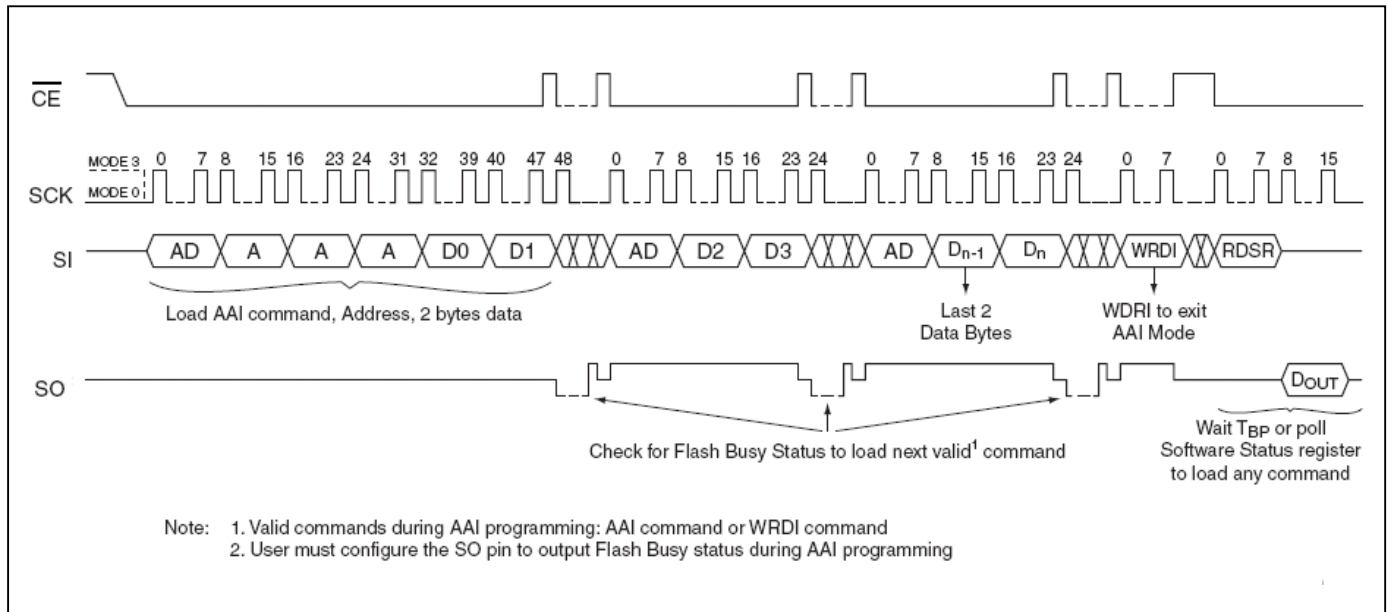 CE
MODE 3
MODE 0
SCK
0 7 8 15 16 23 24 31 32 39 40 47 48 0 7 8 15 16 23 24 0 7 8 15 16 23 24 0 7 0 7 8 15
SI
AD A A A D0 D1 AD D2 D3 AD Dn-1 Dn WRDI RDSR
Load AAI command, Address, 2 bytes data
Last 2
Data Bytes
WDRI to exit
AAI Mode
SO
DOUT
Check for Flash Busy Status to load next valid1 command
Wait TBP or poll
Software Status register
to load any command
Note: 1. Valid commands during AAI programming: AAI command or WRDI command
2. User must configure the SO pin to output Flash Busy status during AAI programming